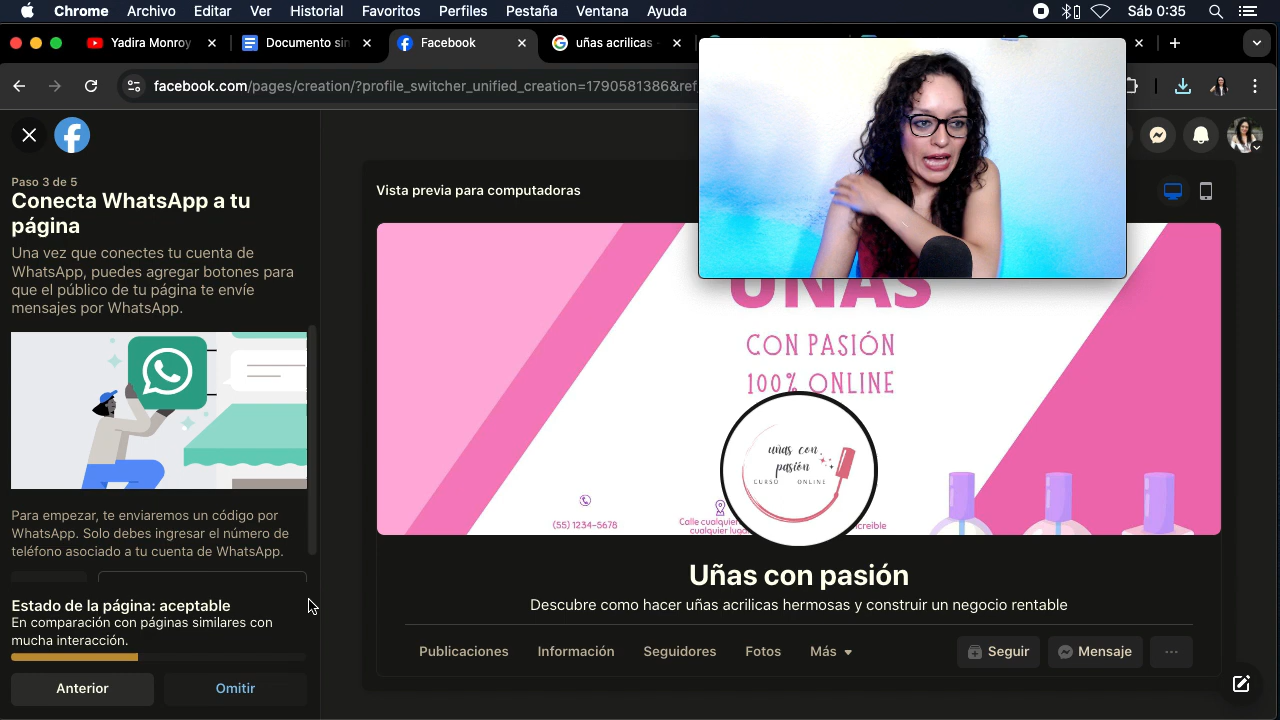 Chrome Archivo Editar Ver Historial Favoritos Perfiles Pestaña Ventana Ayuda Sáb 0:35
Yadira Monroy Documento sin Facebook uñas acrilicas
facebook.com/pages/creation/?profile_switcher_unified_creation=1790581386&ref
Paso 3 de 5
Conecta WhatsApp a tu
página
Una vez que conectes tu cuenta de
WhatsApp, puedes agregar botones para
que el público de tu página te envíe
mensajes por WhatsApp.
Para empezar, te enviaremos un código por
WhatsApp. Solo debes ingresar el número de
teléfono asociado a tu cuenta de WhatsApp.
Estado de la página: aceptable
En comparación con páginas similares con
mucha interacción.
Anterior Omitir
Vista previa para computadoras
UÑAS
CON PASIÓN
100% ONLINE
uñas con
pasión
CURSO ONLINE
(55) 1234-5678
Calle cualquier
cualquier luga
Uñas con pasión
Descubre como hacer uñas acrilicas hermosas y construir un negocio rentable
Publicaciones Información Seguidores Fotos Más Seguir Mensaje